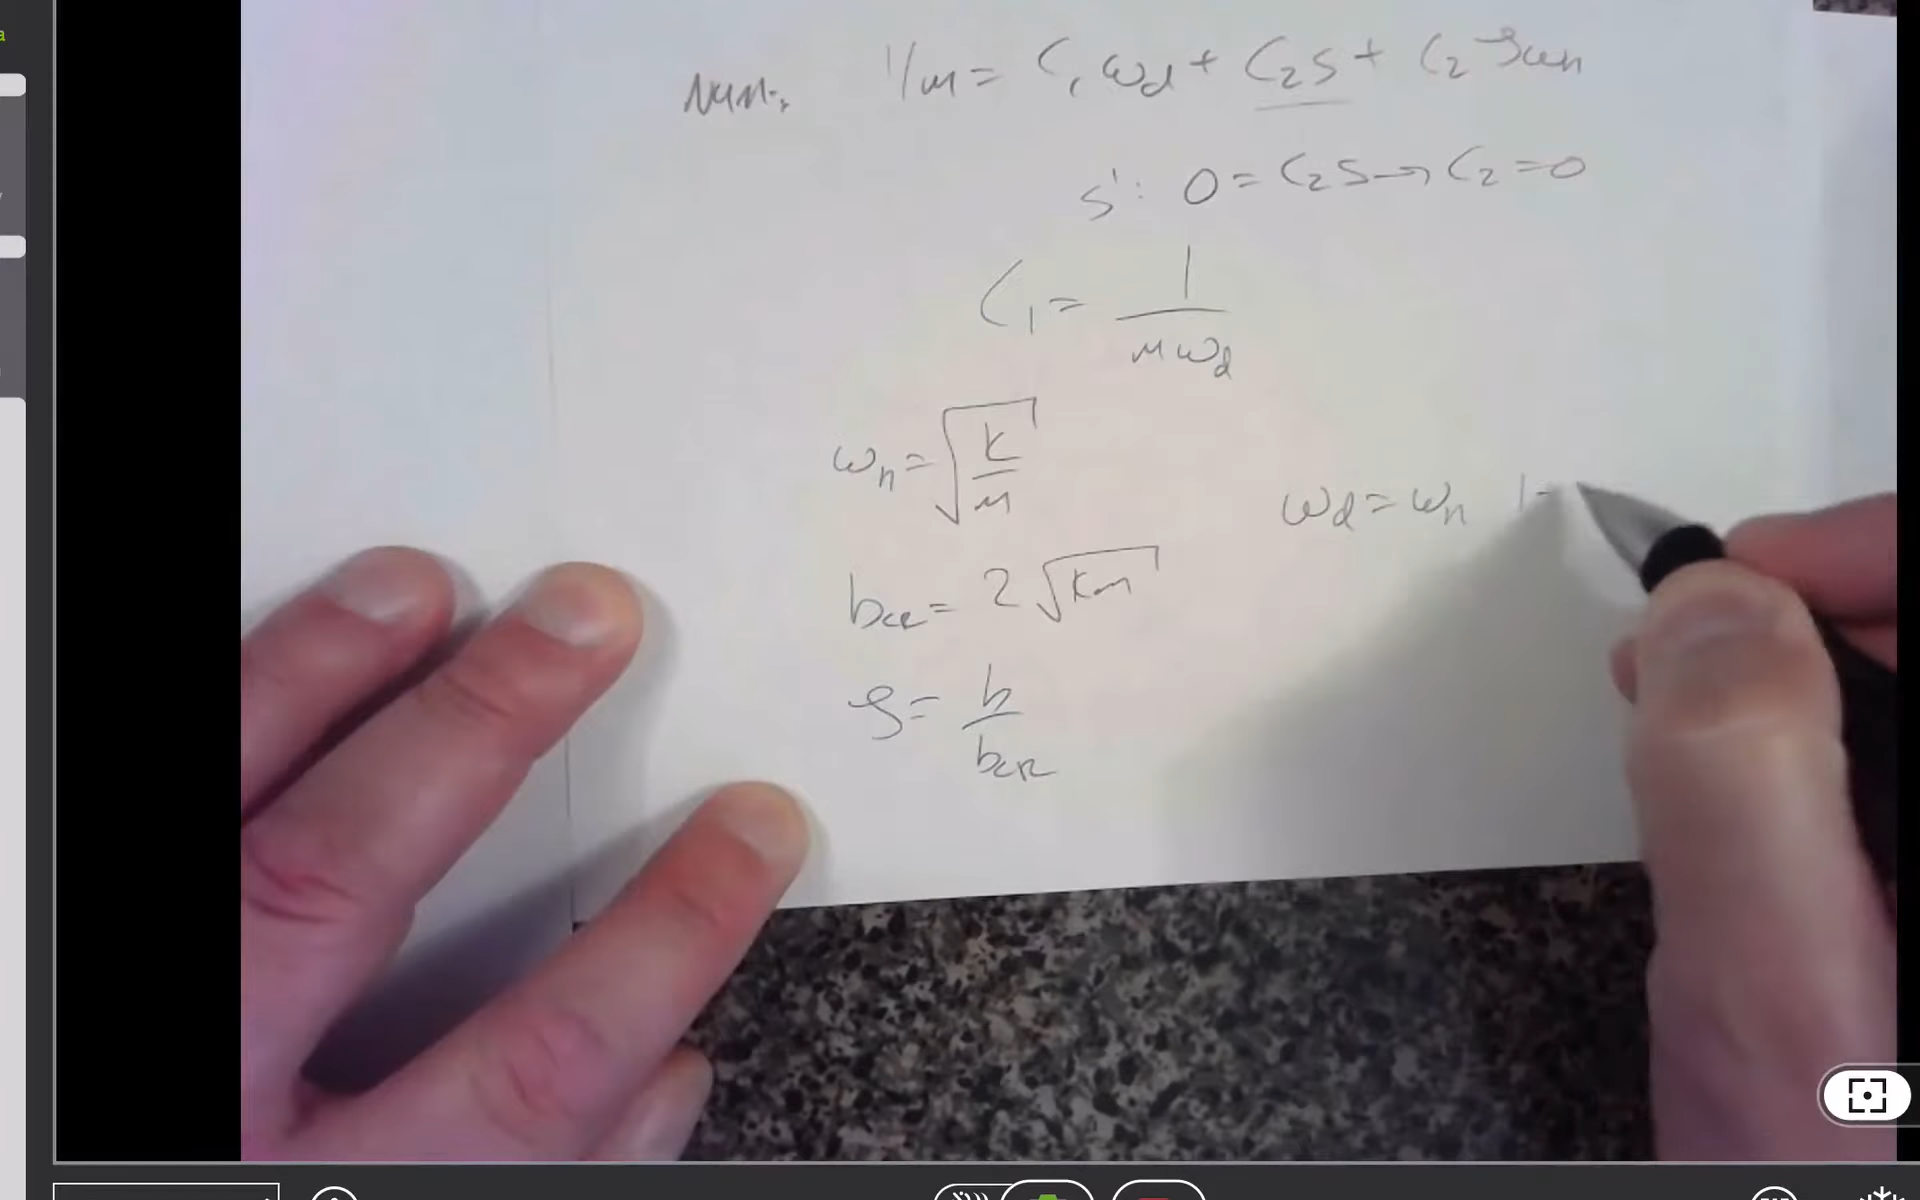 Num: 1/m = C₁ωd + C₂s + C₂ζωn
s': 0 = C₂s → C₂ = 0
C₁ = 1/(mωd)
ωn = √(k/m)
ωd = ωn 1-
bCR = 2√(km)
ζ = b/bCR